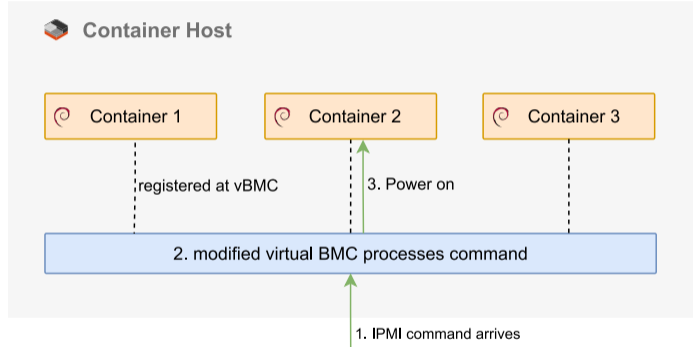 Container Host
Container 1
Container 2
Container 3
registered at vBMC
3. Power on
2. modified virtual BMC processes command
1. IPMI command arrives